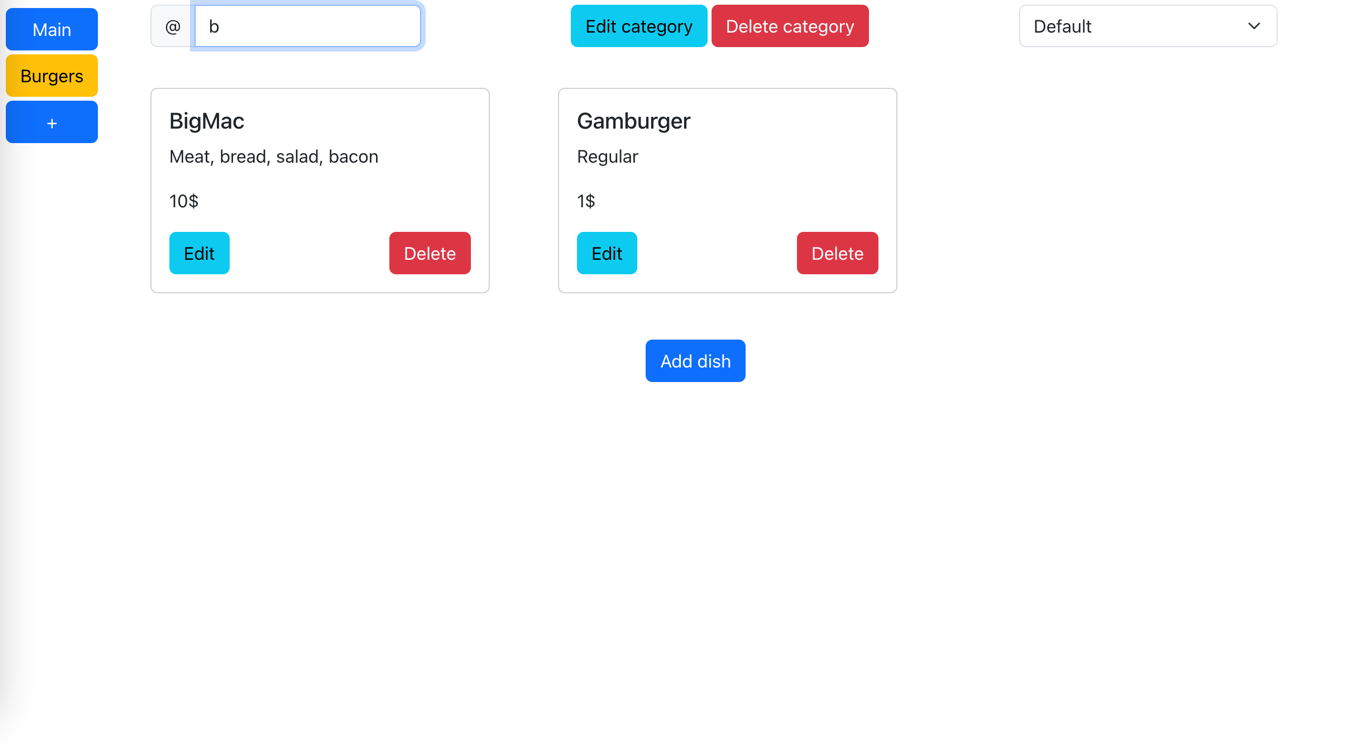 Main
Burgers
+
@ b
Edit category Delete category
Default
BigMac
Meat, bread, salad, bacon
10$
Edit Delete
Gamburger
Regular
1$
Edit Delete
Add dish